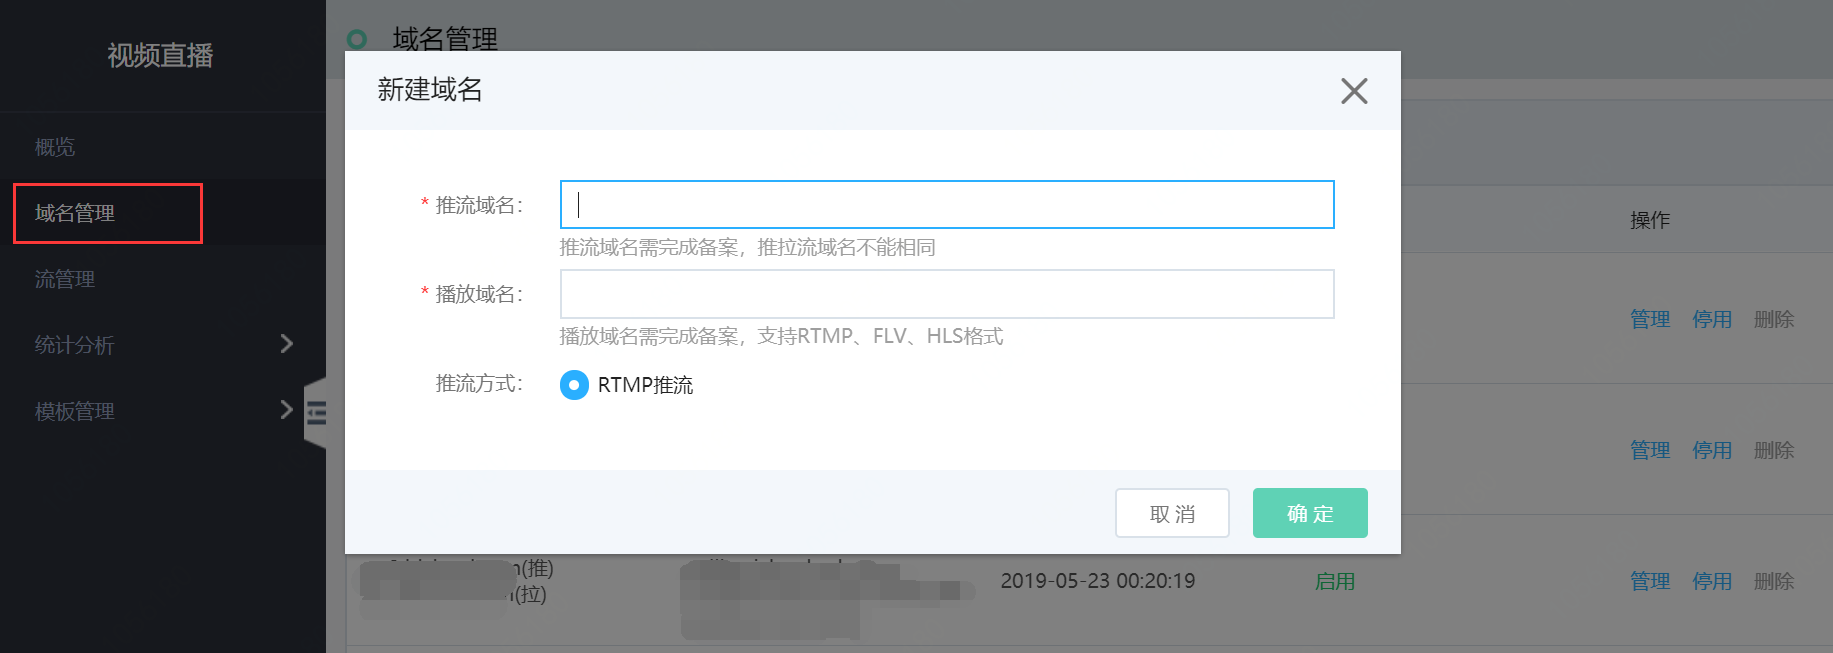 视频直播
概览
域名管理
流管理
统计分析
模板管理
域名管理
新建域名
* 推流域名：
推流域名需完成备案，推拉流域名不能相同
* 播放域名：
播放域名需完成备案，支持RTMP、FLV、HLS格式
推流方式：
RTMP推流
取 消
确 定
操作
管理 停用 删除
管理 停用 删除
(推)
(拉)
2019-05-23 00:20:19
启用
管理 停用 删除